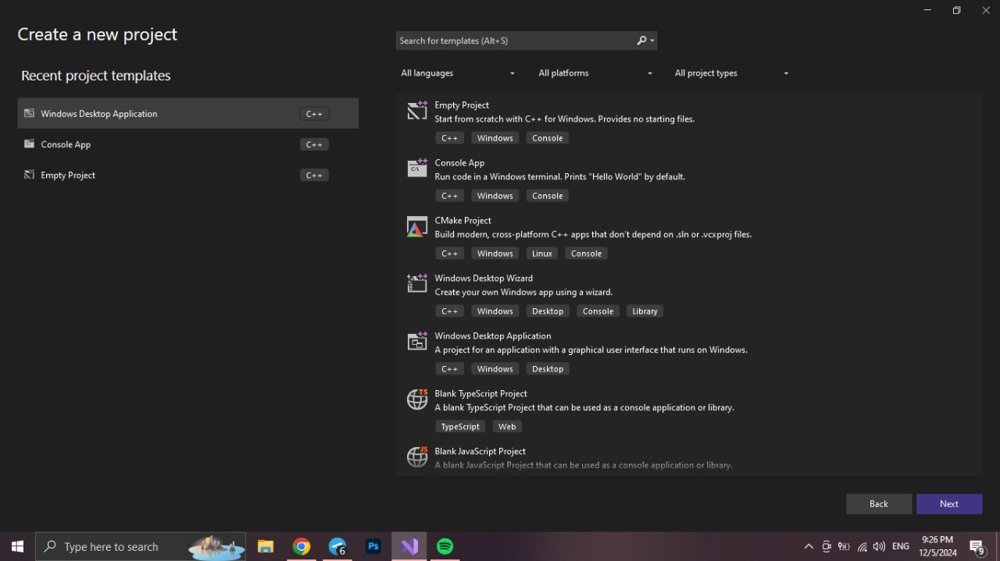 Create a new project
Recent project templates
Windows Desktop Application C++
Console App C++
Empty Project C++
Search for templates (Alt+S)
All languages All platforms All project types
Empty Project
Start from scratch with C++ for Windows. Provides no starting files.
C++ Windows Console
Console App
C:\
Run code in a Windows terminal. Prints "Hello World" by default.
C++ Windows Console
CMake Project
Build modern, cross-platform C++ apps that don't depend on .sln or .vcxproj files.
C++ Windows Linux Console
Windows Desktop Wizard
Create your own Windows app using a wizard.
C++ Windows Desktop Console Library
Windows Desktop Application
A project for an application with a graphical user interface that runs on Windows.
C++ Windows Desktop
TS
Blank TypeScript Project
A blank TypeScript Project that can be used as a console application or library.
TypeScript Web
JS
Blank JavaScript Project
A blank JavaScript Project that can be used as a console application or library.
Back Next
Type here to search
6
Ps
ENG
9:26 PM
12/5/2024
9